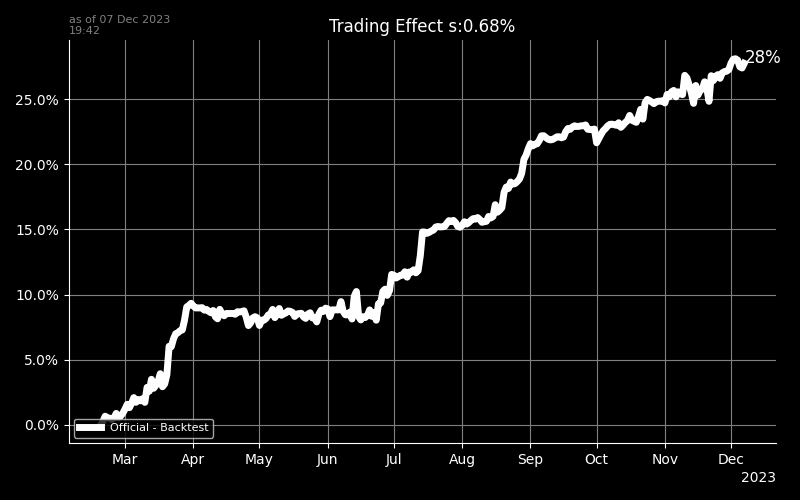 as of 07 Dec 2023
19:42
Trading Effect s:0.68%
28%
25.0%
20.0%
15.0%
10.0%
5.0%
0.0%
Official - Backtest
Mar Apr May Jun Jul Aug Sep Oct Nov Dec
2023